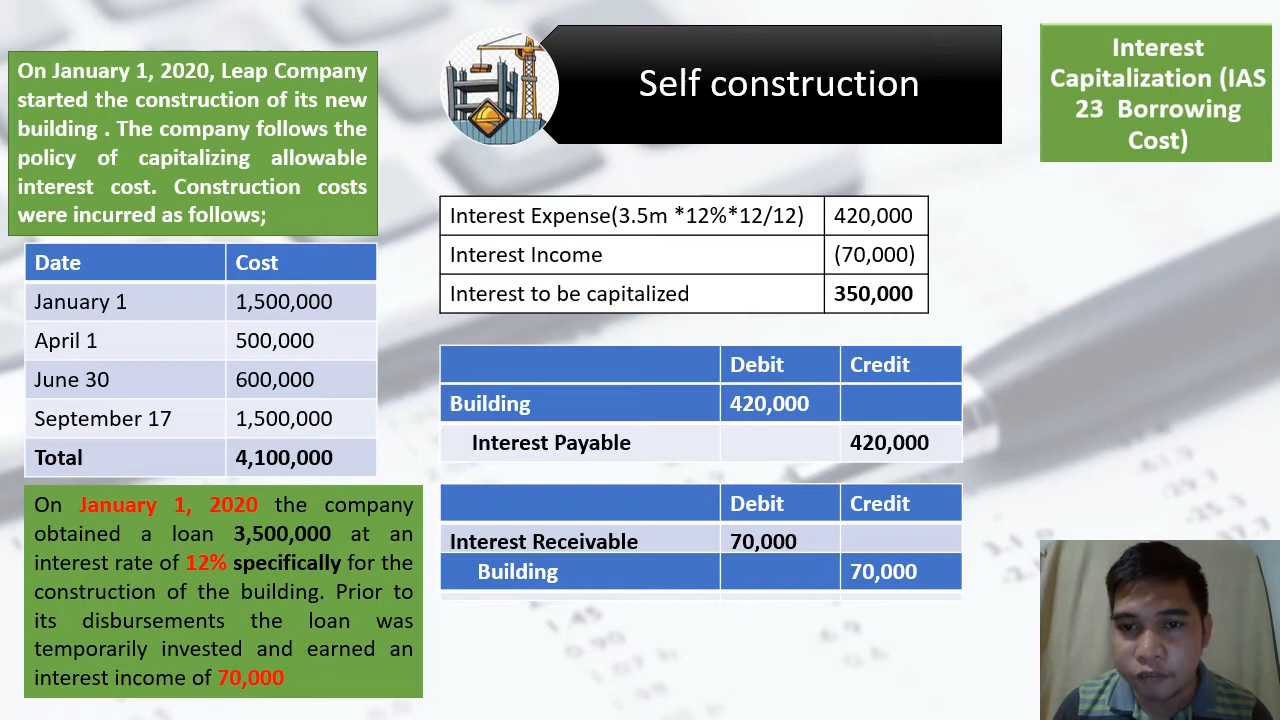 On January 1, 2020, Leap Company
started the construction of its new
building . The company follows the
policy of capitalizing allowable
interest cost. Construction costs
were incurred as follows;
Date Cost
January 1 1,500,000
April 1 500,000
June 30 600,000
September 17 1,500,000
Total 4,100,000
On January 1, 2020 the company
obtained a loan 3,500,000 at an
interest rate of 12% specifically for the
construction of the building. Prior to
its disbursements the loan was
temporarily invested and earned an
interest income of 70,000
Self construction
Interest Expense(3.5m *12%*12/12) 420,000
Interest Income (70,000)
Interest to be capitalized 350,000
Debit Credit
Building 420,000
Interest Payable 420,000
Debit Credit
Interest Receivable 70,000
Building 70,000
Interest
Capitalization (IAS
23 Borrowing
Cost)